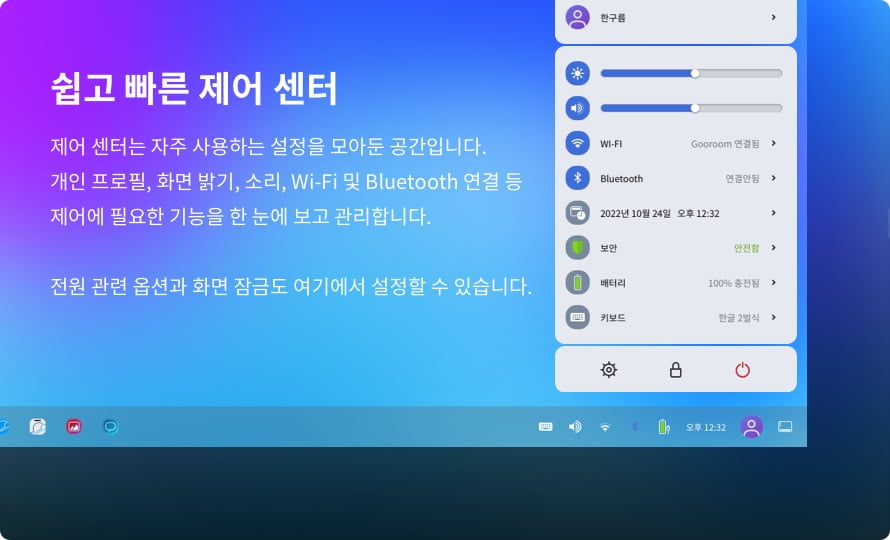 한구름
쉽고 빠른 제어 센터
제어 센터는 자주 사용하는 설정을 모아둔 공간입니다.
개인 프로필, 화면 밝기, 소리, Wi-Fi 및 Bluetooth 연결 등
제어에 필요한 기능을 한 눈에 보고 관리합니다.
전원 관련 옵션과 화면 잠금도 여기에서 설정할 수 있습니다.
WI-FI Gooroom 연결됨
Bluetooth 연결안됨
2022년 10월 24일 오후 12:32
보안 안전함
배터리 100% 충전됨
키보드 한글 2벌식
오후 12:32